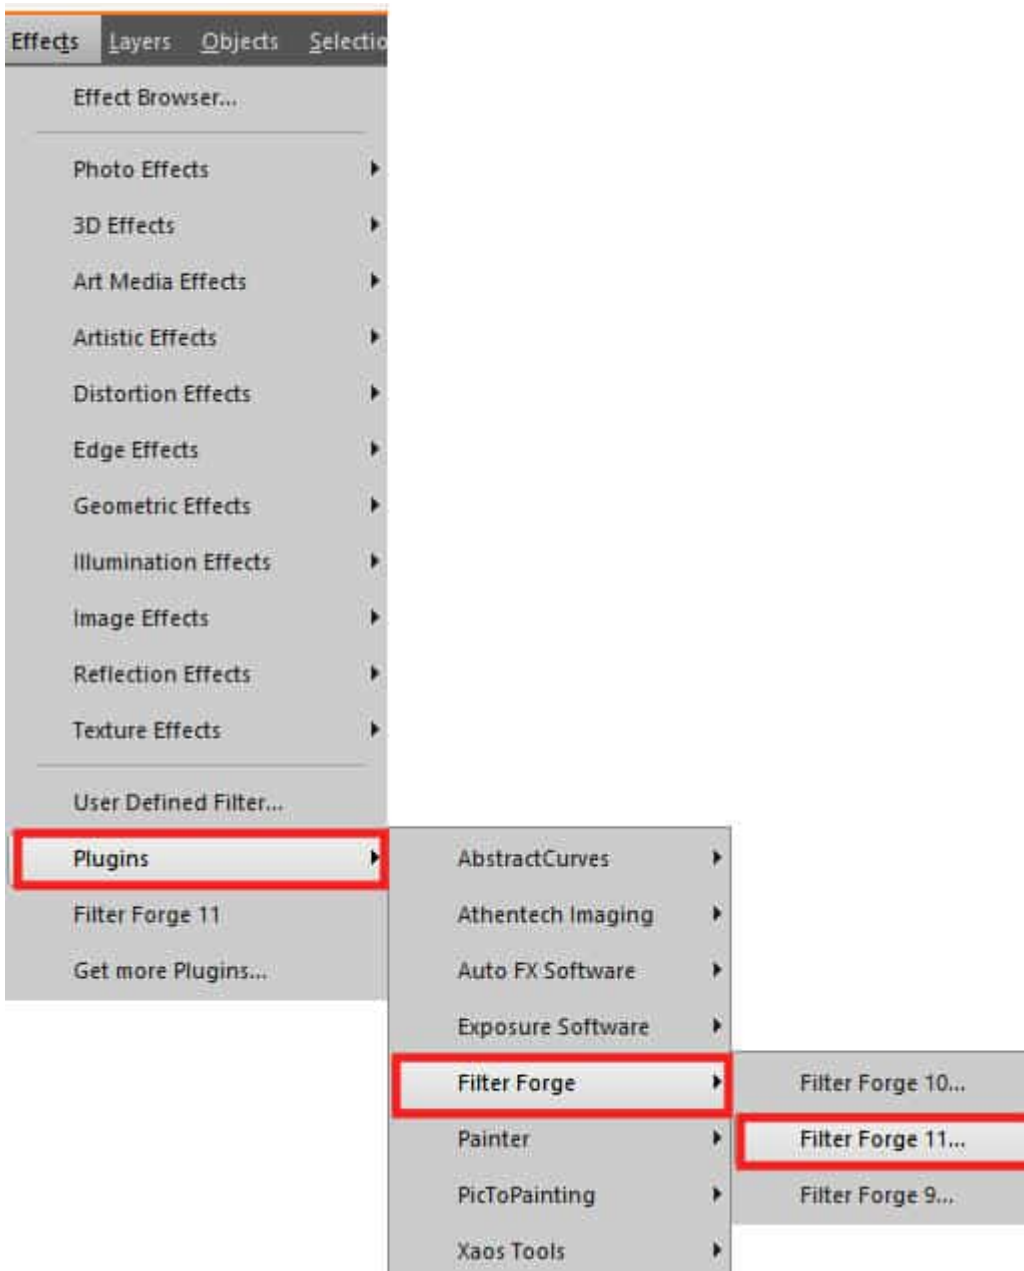 Effects Layers Objects Selectio
Effect Browser...
Photo Effects
3D Effects
Art Media Effects
Artistic Effects
Distortion Effects
Edge Effects
Geometric Effects
Illumination Effects
Image Effects
Reflection Effects
Texture Effects
User Defined Filter...
Plugins
Filter Forge 11
Get more Plugins...
AbstractCurves
Athentech Imaging
Auto FX Software
Exposure Software
Filter Forge
Painter
PicToPainting
Xaos Tools
Filter Forge 10...
Filter Forge 11...
Filter Forge 9...